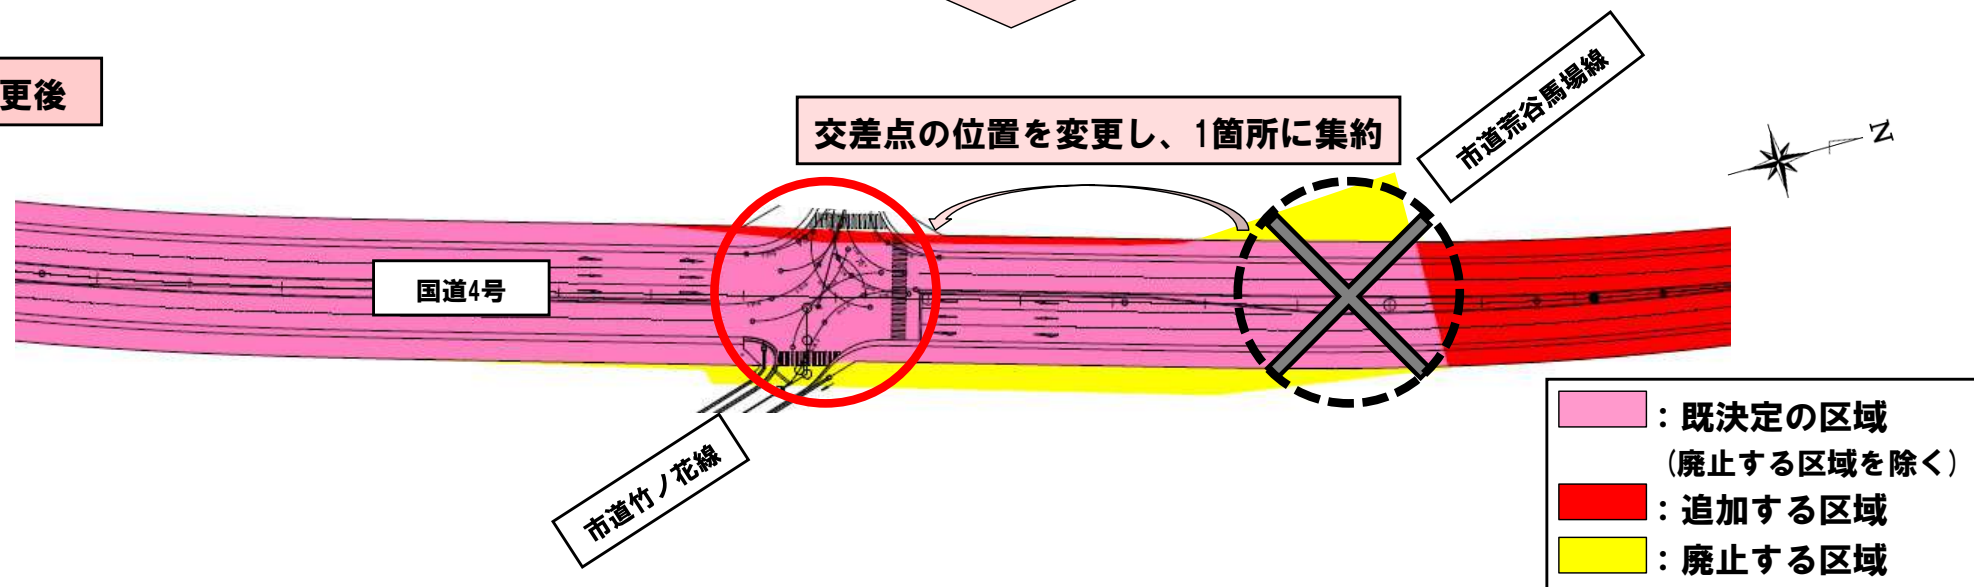 更後
交差点の位置を変更し、1箇所に集約
市道荒谷馬場線
N
国道4号
市道竹ノ花線
：既決定の区域
(廃止する区域を除く)
：追加する区域
：廃止する区域